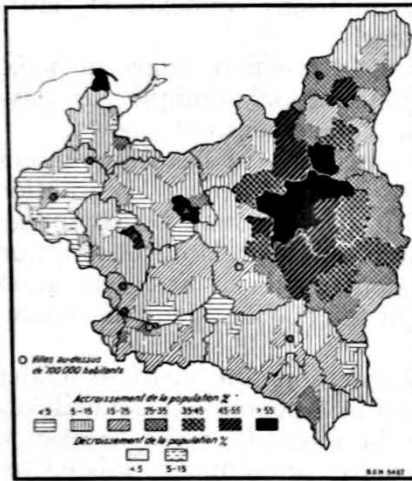 Villes au-dessus
de 100 000 habitants
Accroissement de la population %
<5 5-15 15-25 25-35 35-45 45-55 >55
Décroissement de la population %
<5 5-15